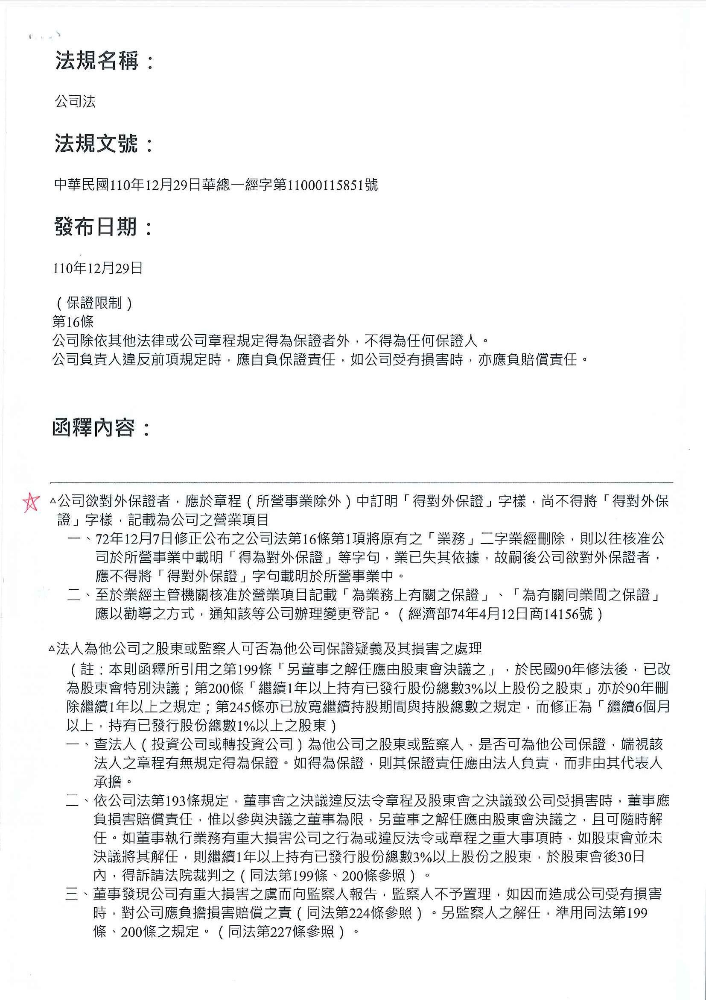 法規名稱：
公司法
法規文號：
中華民國110年12月29日華總一經字第11000115851號
發布日期：
110年12月29日
（保證限制）
第16條
公司除依其他法律或公司章程規定得為保證者外，不得為任何保證人。
公司負責人違反前項規定時，應自負保證責任，如公司受有損害時，亦應負賠償責任。
函釋內容：
△公司欲對外保證者，應於章程（所營事業除外）中訂明「得對外保證」字樣，尚不得將「得對外保
證」字樣，記載為公司之營業項目
一、72年12月7日修正公布之公司法第16條第1項將原有之「業務」二字業經刪除，則以往核准公
司於所營事業中載明「得為對外保證」等字句，業已失其依據，故嗣後公司欲對外保證者，
應不得將「得對外保證」字句載明於所營事業中。
二、至於業經主管機關核准於營業項目記載「為業務上有關之保證」、「為有關同業間之保證」
應以勸導之方式，通知該等公司辦理變更登記。（經濟部74年4月12日商14156號）
△法人為他公司之股東或監察人可否為他公司保證疑義及其損害之處理
（註：本則函釋所引用之第199條「另董事之解任應由股東會決議之」，於民國90年修法後，已改
為股東會特別決議；第200條「繼續1年以上持有已發行股份總數3%以上股份之股東」亦於90年刪
除繼續1年以上之規定；第245條亦已放寬繼續持股期間與持股總數之規定，而修正為「繼續6個月
以上，持有已發行股份總數1%以上之股東）
一、查法人（投資公司或轉投資公司）為他公司之股東或監察人，是否可為他公司保證，端視該
法人之章程有無規定得為保證。如得為保證，則其保證責任應由法人負責，而非由其代表人
承擔。
二、依公司法第193條規定，董事會之決議違反法令章程及股東會之決議致公司受損害時，董事應
負損害賠償責任，惟以參與決議之董事為限，另董事之解任應由股東會決議之，且可隨時解
任。如董事執行業務有重大損害公司之行為或違反法令或章程之重大事項時，如股東會並未
決議將其解任，則繼續1年以上持有已發行股份總數3%以上股份之股東，於股東會後30日
內，得訴請法院裁判之（同法第199條、200條參照）。
三、董事發現公司有重大損害之虞而向監察人報告，監察人不予置理，如因而造成公司受有損害
時，對公司應負擔損害賠償之責（同法第224條參照）。另監察人之解任，準用同法第199
條、200條之規定。（同法第227條參照）。